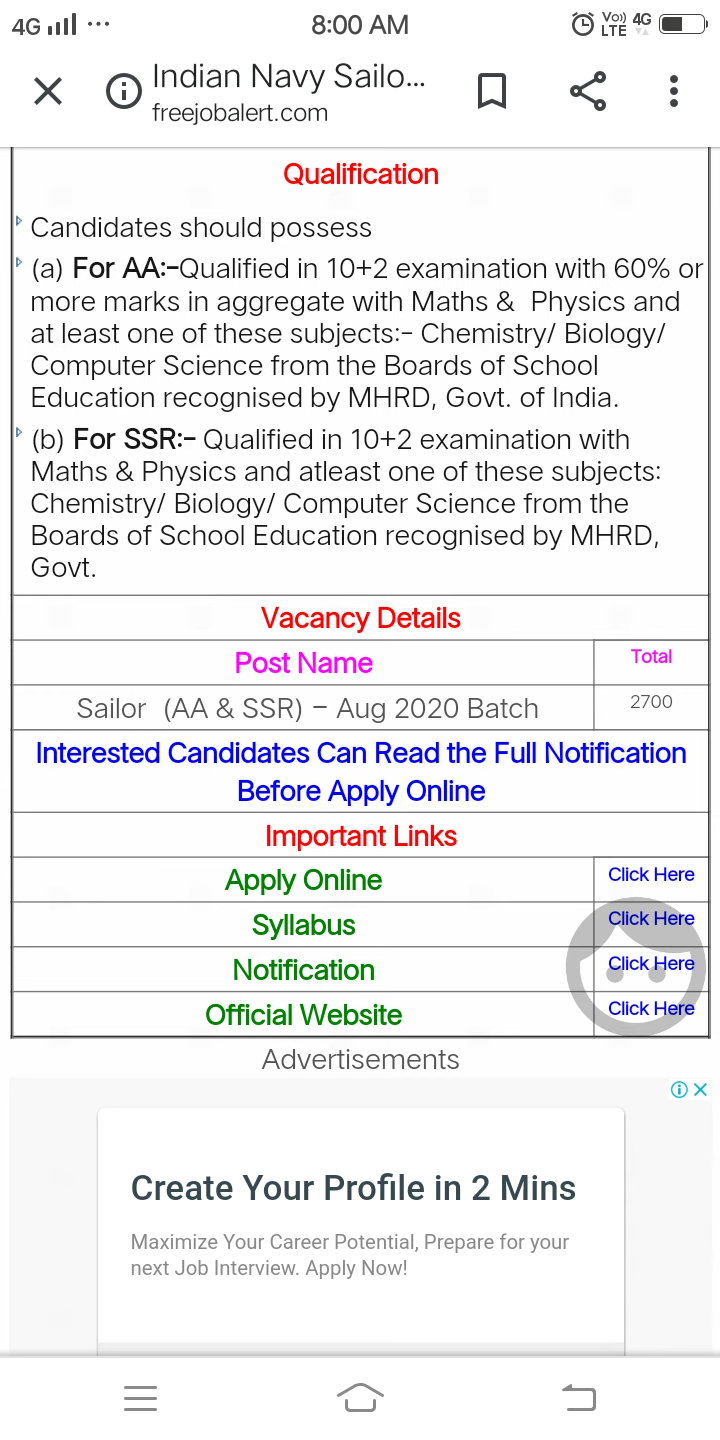 4G ... 8:00 AM Vo)) LTE 4G
Indian Navy Sailo...
freejobalert.com
Qualification
Candidates should possess
(a) For AA:-Qualified in 10+2 examination with 60% or
more marks in aggregate with Maths & Physics and
at least one of these subjects:- Chemistry/ Biology/
Computer Science from the Boards of School
Education recognised by MHRD, Govt. of India.
(b) For SSR:- Qualified in 10+2 examination with
Maths & Physics and atleast one of these subjects:
Chemistry/ Biology/ Computer Science from the
Boards of School Education recognised by MHRD,
Govt.
Vacancy Details
Post Name Total
Sailor (AA & SSR) – Aug 2020 Batch 2700
Interested Candidates Can Read the Full Notification
Before Apply Online
Important Links
Apply Online Click Here
Syllabus Click Here
Notification Click Here
Official Website Click Here
Advertisements
Create Your Profile in 2 Mins
Maximize Your Career Potential, Prepare for your
next Job Interview. Apply Now!